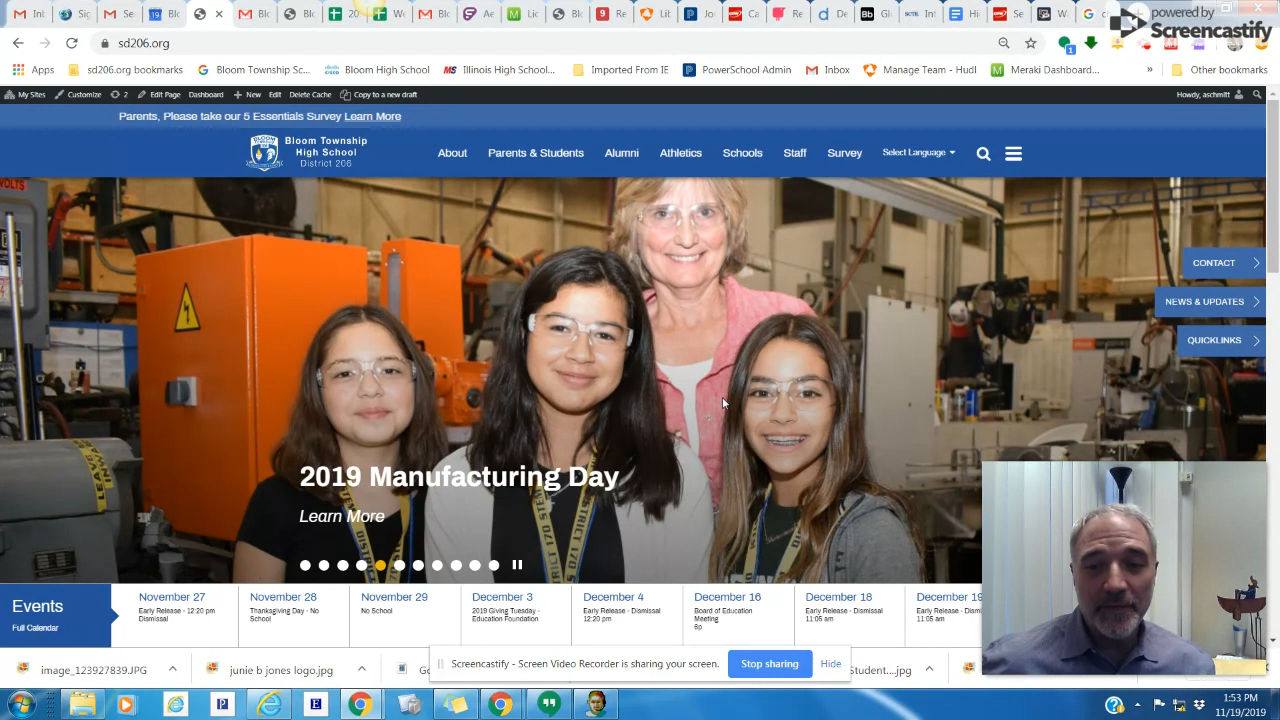 powered by
Screencastify
sd206.org
Apps
sd206.org bookmarks
Bloom Township S...
Bloom High School
Imported From IE
Powerschool Admin
Inbox
Manage Team - Hudl
Meraki Dashboard...
»
Other bookmarks
My Sites
Customize
2
Edit Page
Dashboard
New
Edit
Delete Cache
Copy to a new draft
Howdy, aschmitt
Parents, Please take our 5 Essentials Survey Learn More
Bloom Township
High School
District 206
About
Parents & Students
Alumni
Athletics
Schools
Staff
Survey
Select Language
CONTACT
NEWS & UPDATES
QUICKLINKS
2019 Manufacturing Day
Learn More
Events
Full Calendar
November 27
Early Release - 12:20 pm
Dismissal
November 28
Thanksgiving Day - No
School
November 29
No School
December 3
2019 Giving Tuesday -
Education Foundation
December 4
Early Release - Dismissal
12:20 pm
December 16
Board of Education
Meeting
6p
December 18
Early Release - Dismissal
11:05 am
December 19
Early Release - Dism
11:05 am
image_123927839.JPG
junie b jones logo.jpg
Screencastify - Screen Video Recorder is sharing your screen.
Stop sharing
Hide
Student...jpg
1:53 PM
11/19/2019